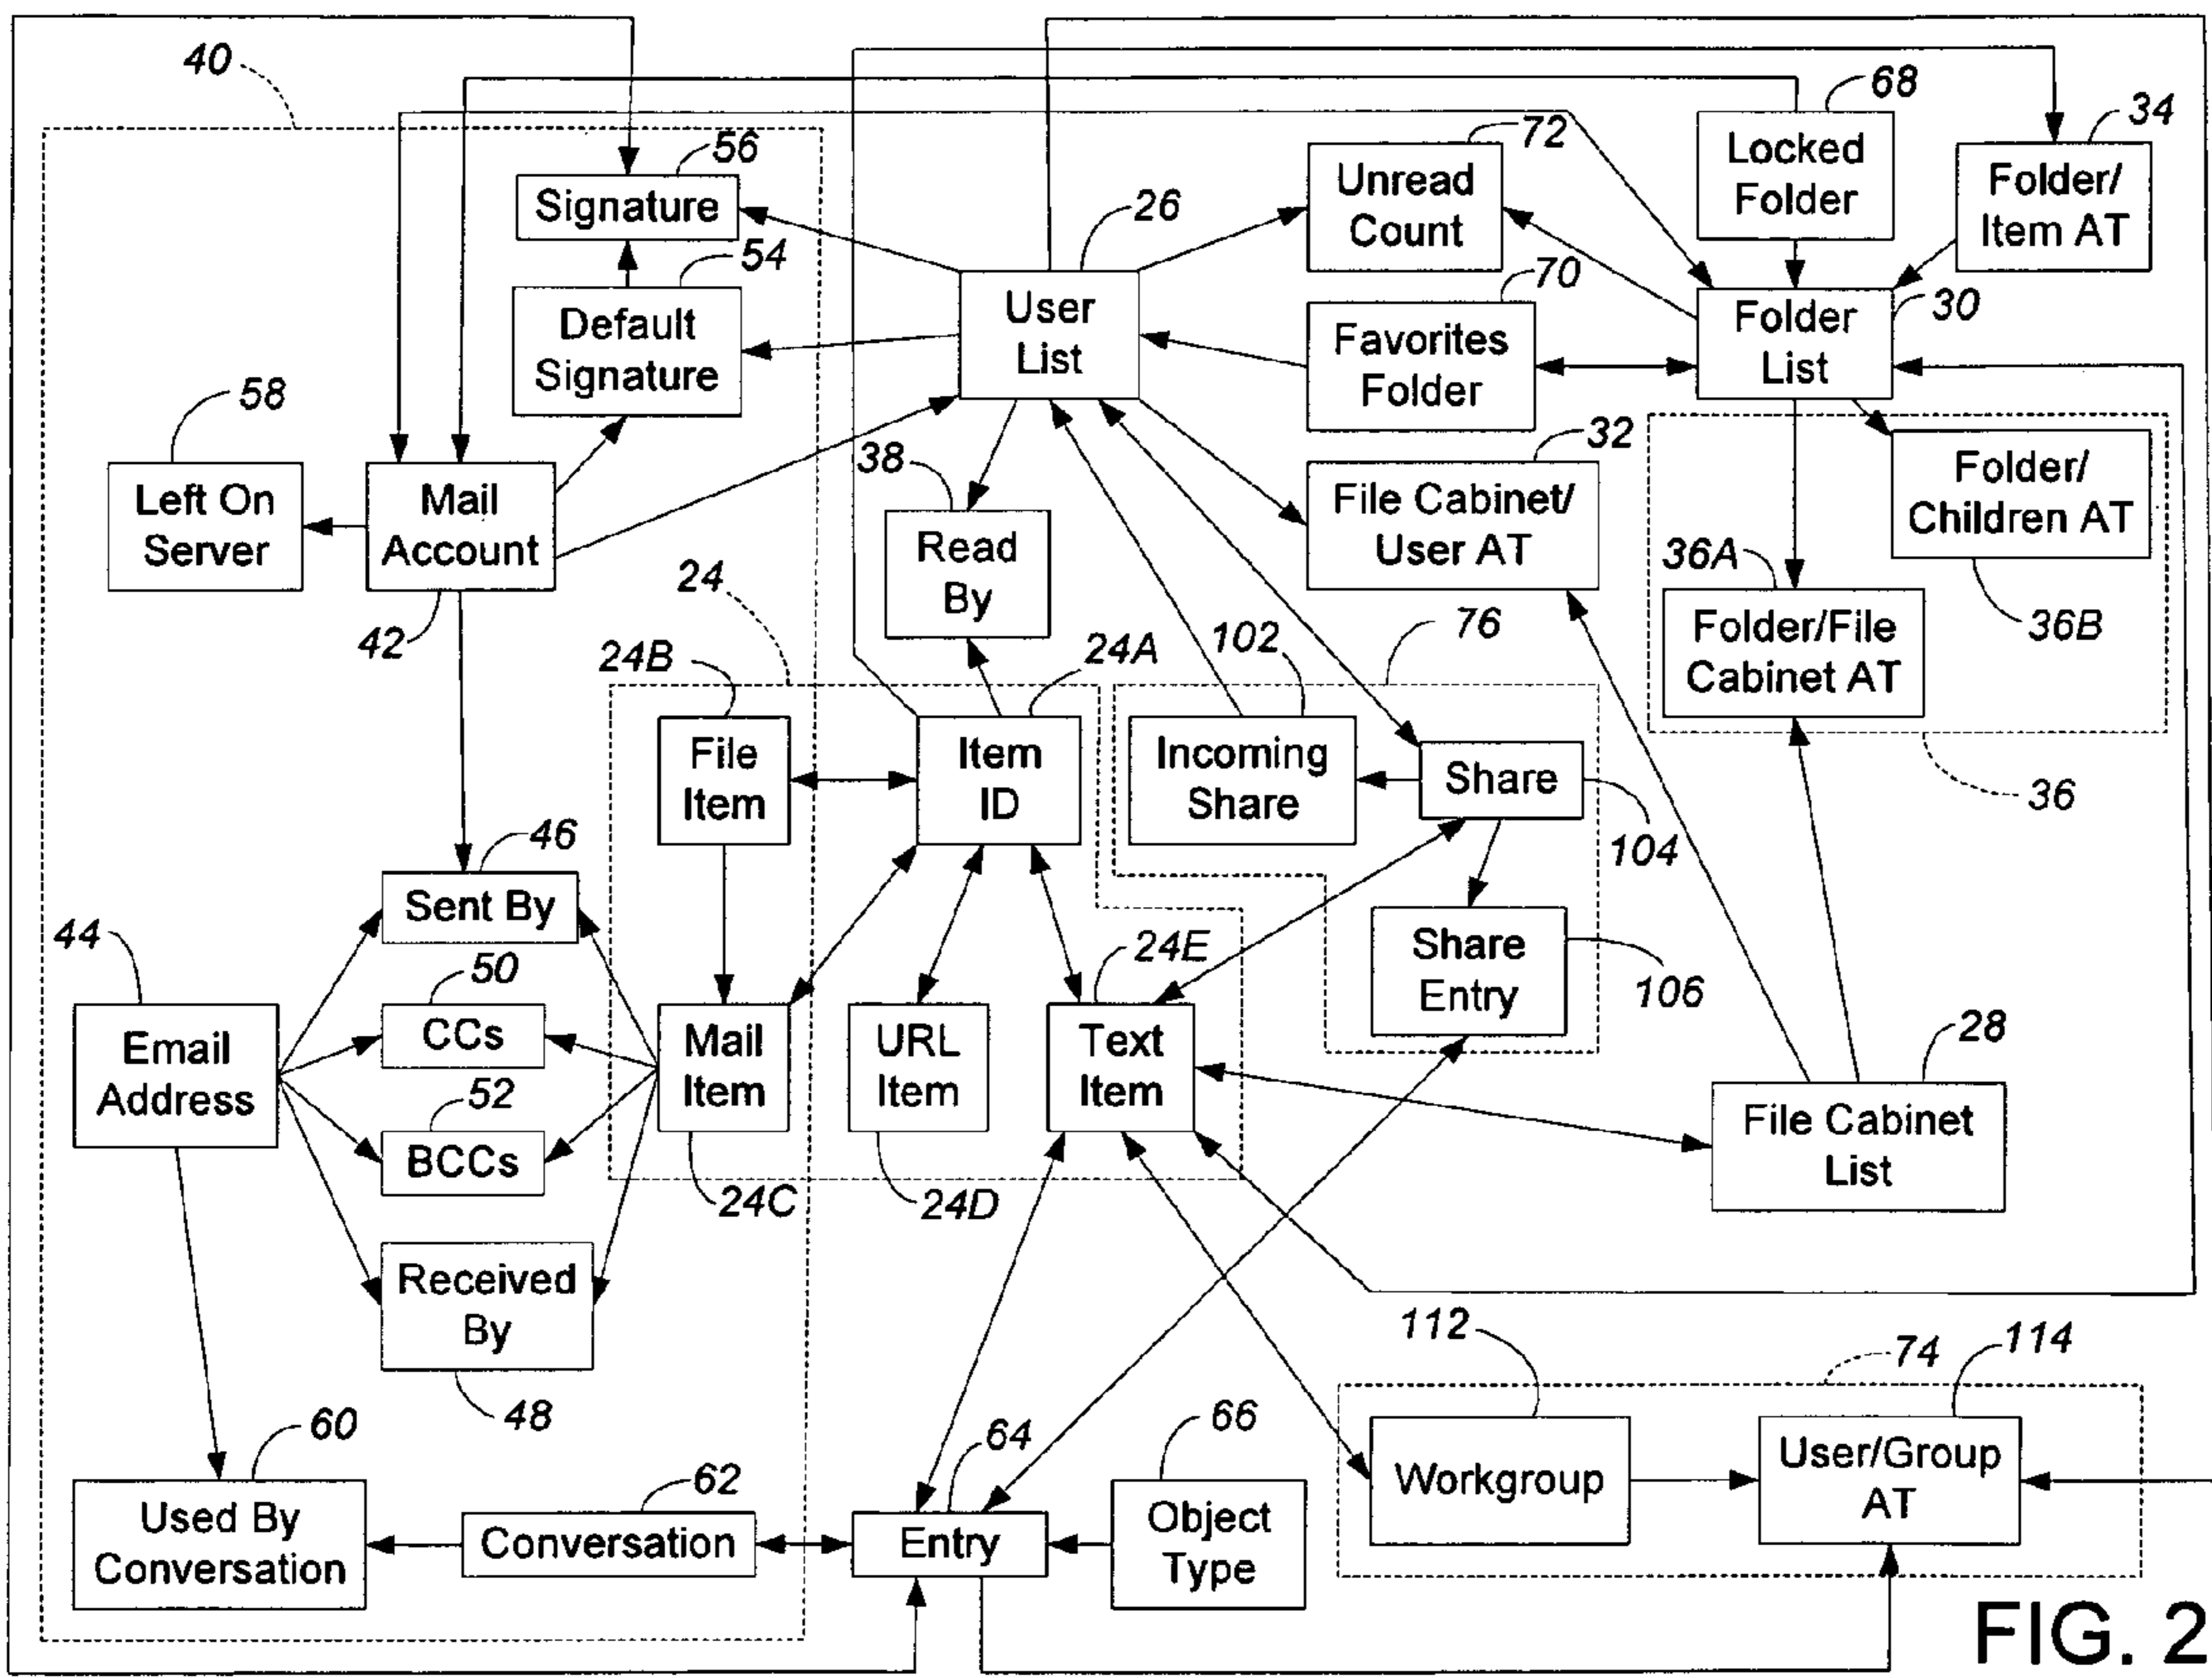 40
68
34
72
56
Locked
Folder
Folder/
Item AT
Unread
Count
Signature
26
54
70
User
List
Folder
List
30
Default
Signature
Favorites
Folder
58
38
32
Mail
Account
Left On
Server
File Cabinet/
User AT
Folder/
Children AT
Read
By
36A
24
42
76
36B
24B
102
24A
Folder/File
Cabinet AT
File
Item
Item
ID
Incoming
Share
Share
36
46
104
Sent By
44
50
24E
Share
Entry
106
Email
Address
CCs
Mail
Item
URL
Item
Text
Item
28
52
File Cabinet
List
BCCs
24C
24D
Received
By
112
74
114
48
60
64
66
62
Workgroup
User/Group
AT
Used By
Conversation
Conversation
Entry
Object
Type
FIG. 2